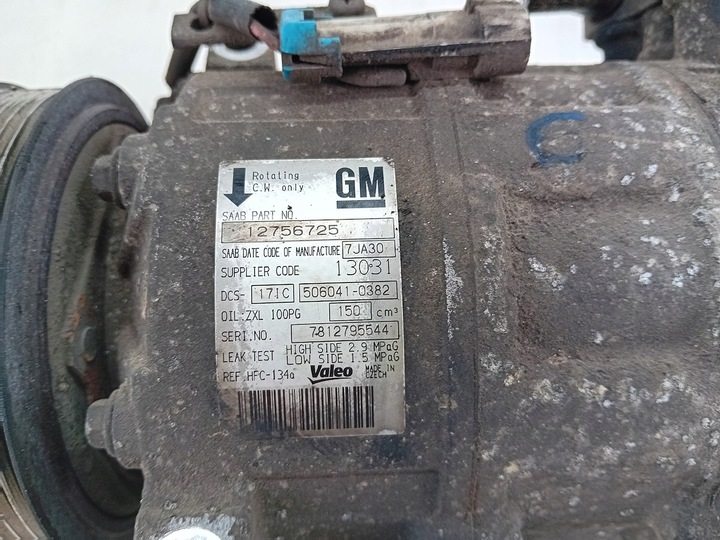 C
Rotating
C.W. only
GM
SAAB PART NO.
12756725
SAAB DATE CODE OF MANUFACTURE 7JA30
SUPPLIER CODE 13031
DCS- 171C 506041-0382
OIL:ZXL 100PG 150 cm³
SERI.NO. 7812795544
LEAK TEST HIGH SIDE 2.9 MPaG
LOW SIDE 1.5 MPaG
REF.HFC-134a Valeo MADE IN
CZECH